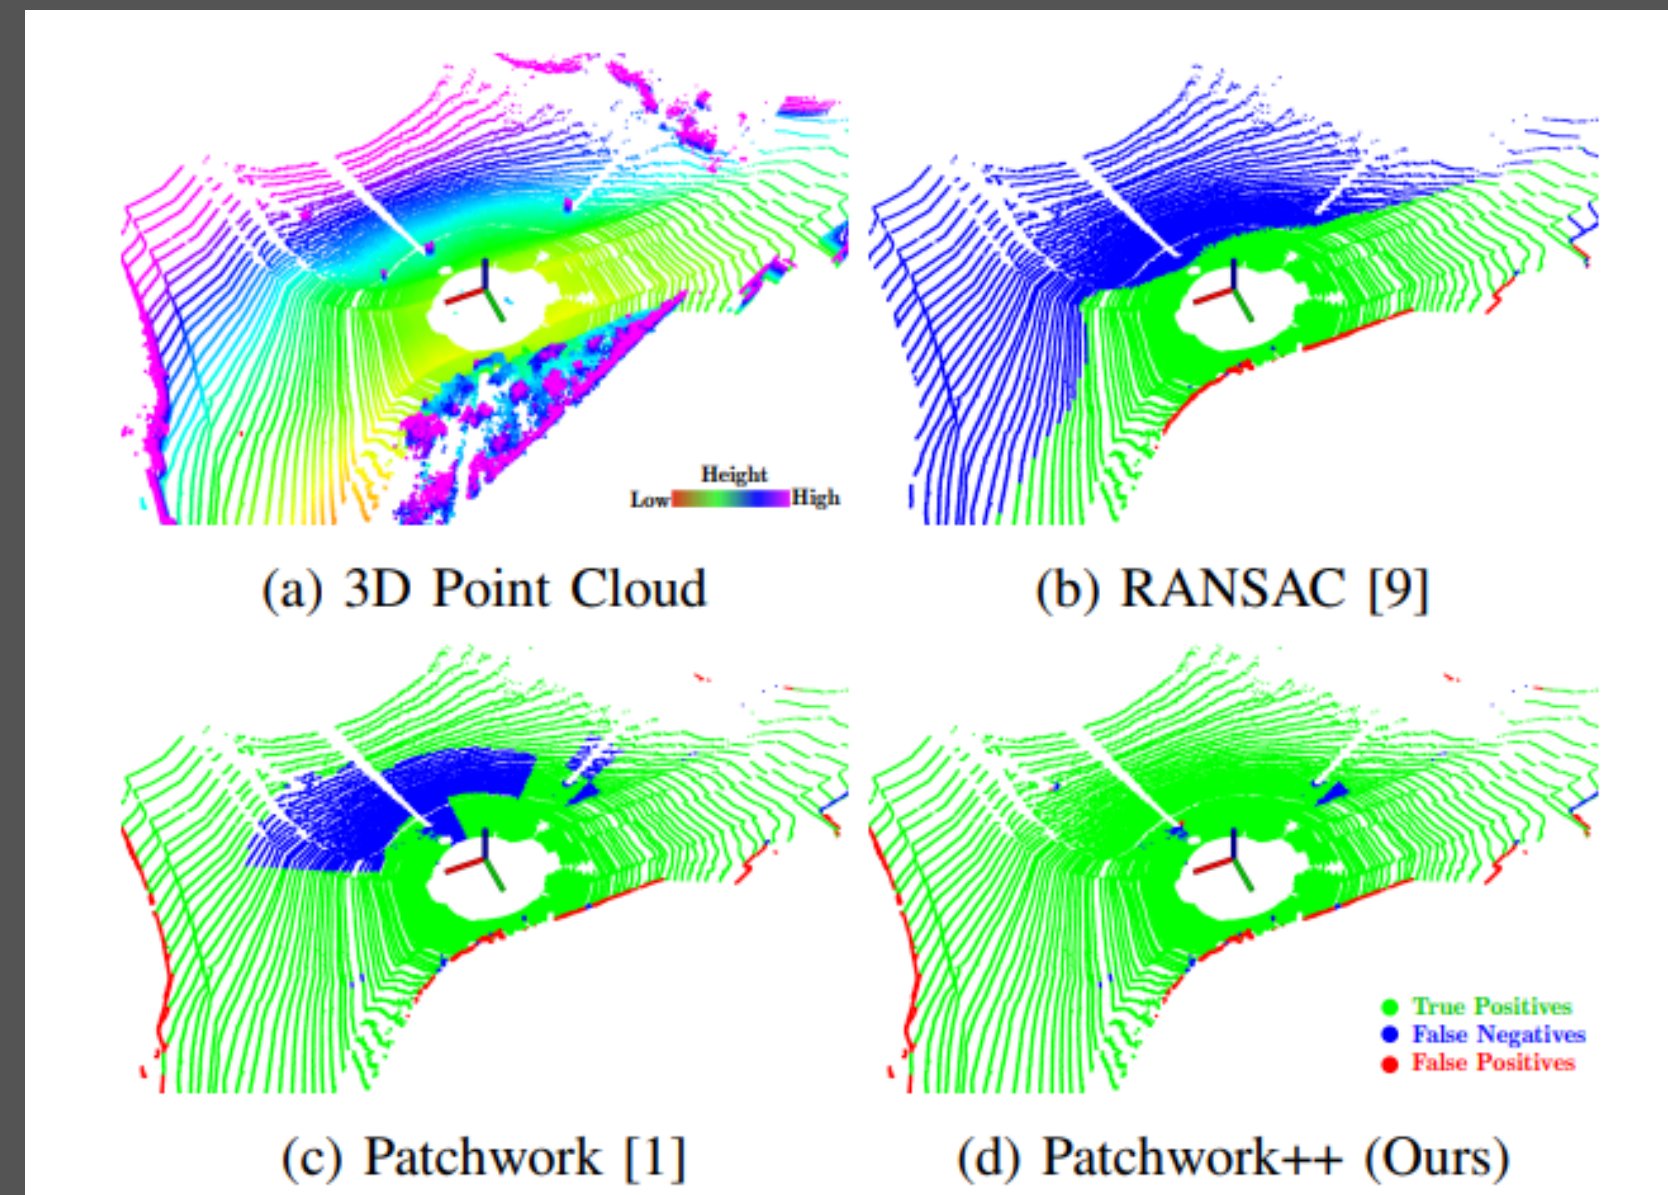 Height
Low High
(a) 3D Point Cloud
(b) RANSAC [9]
True Positives
False Negatives
False Positives
(c) Patchwork [1]
(d) Patchwork++ (Ours)